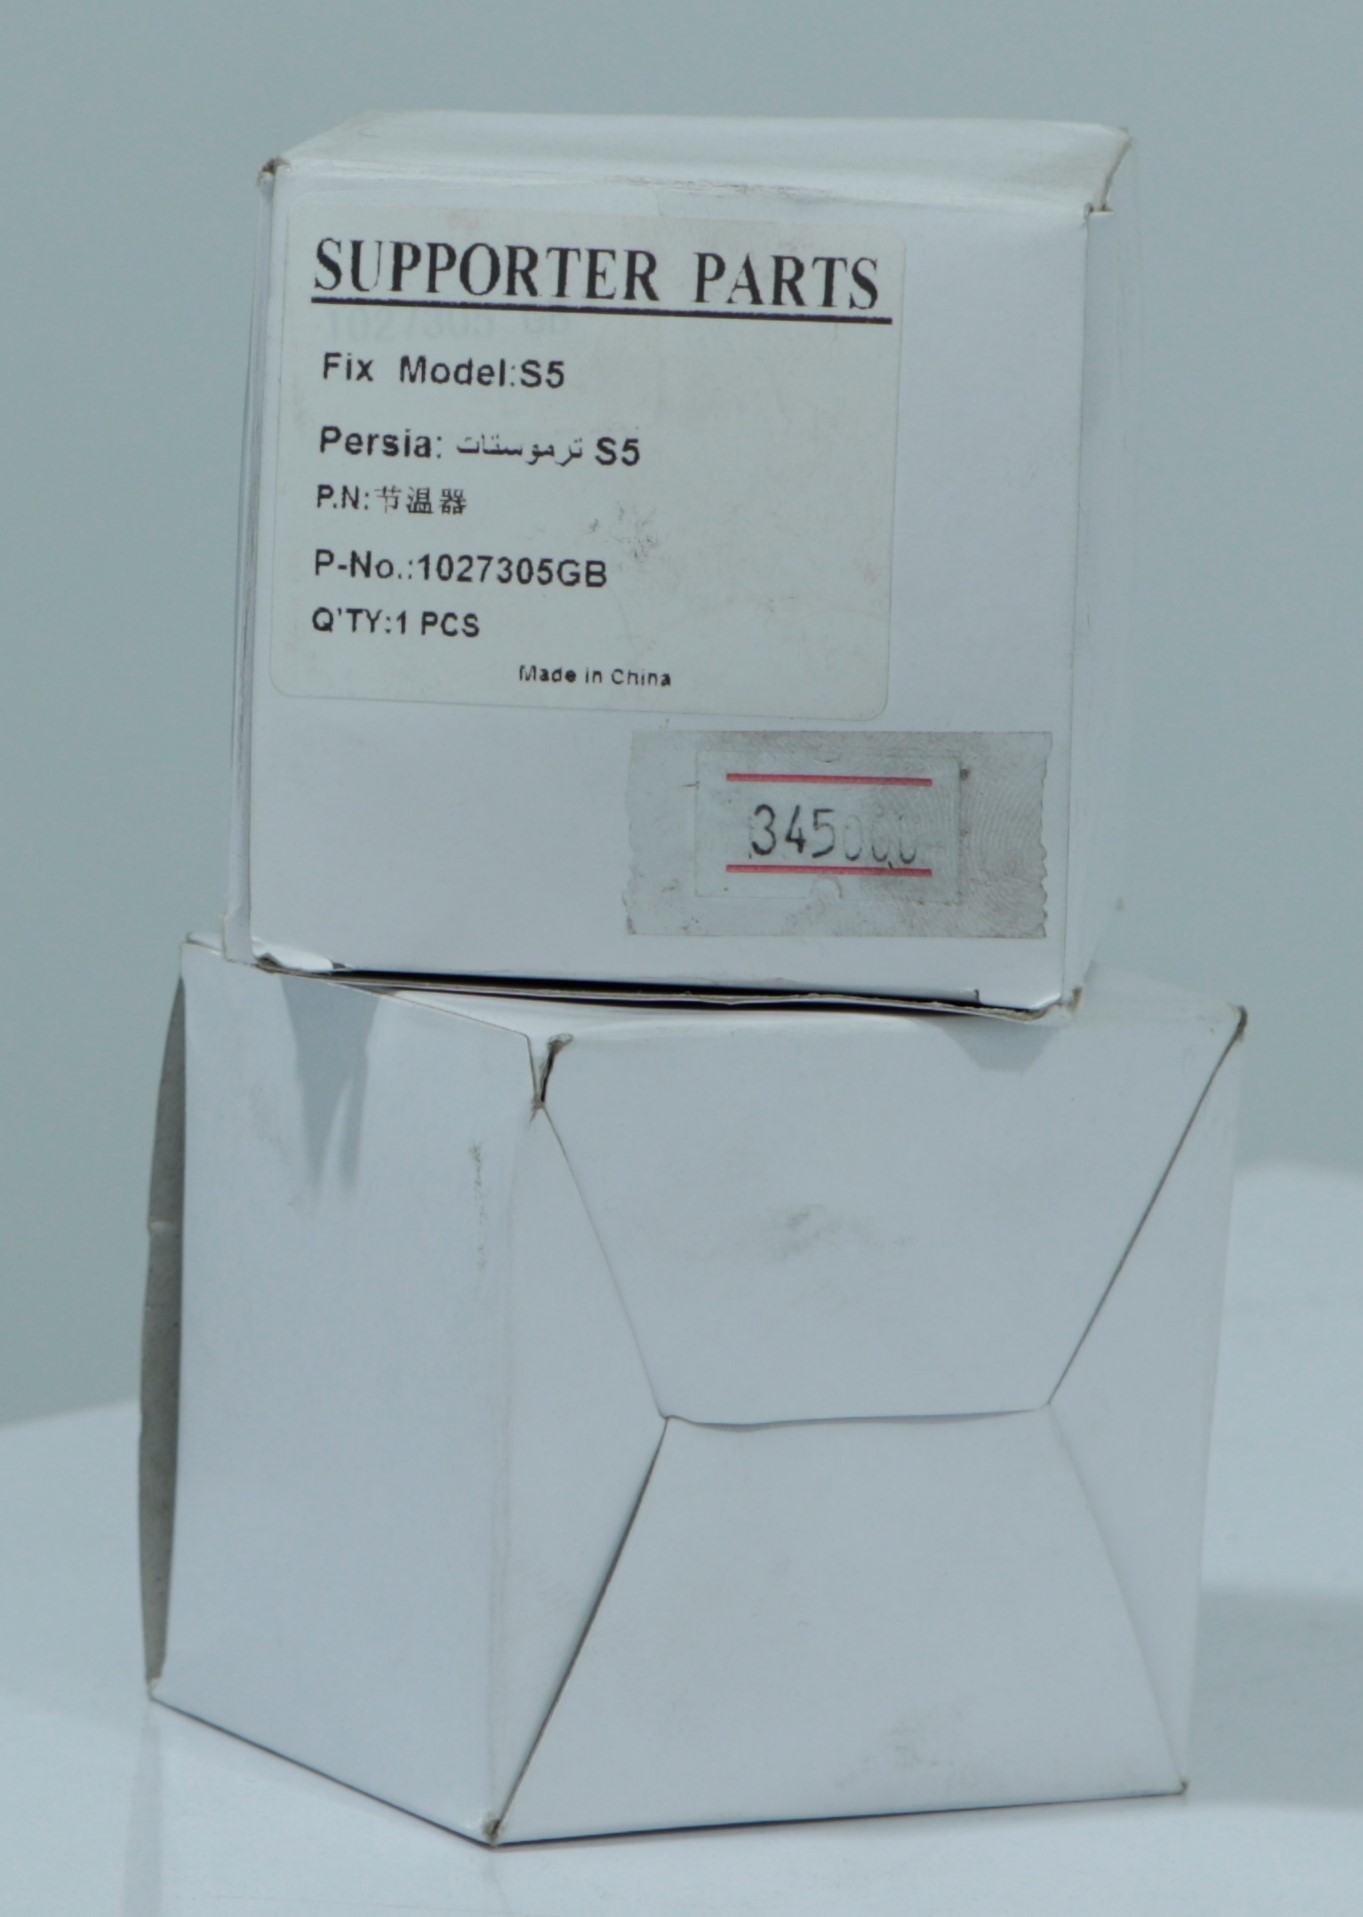 SUPPORTER PARTS
Fix Model:S5
Persia: ترموستات S5
P.N:节温器
P-No.:1027305GB
Q'TY:1 PCS
Made in China
345000